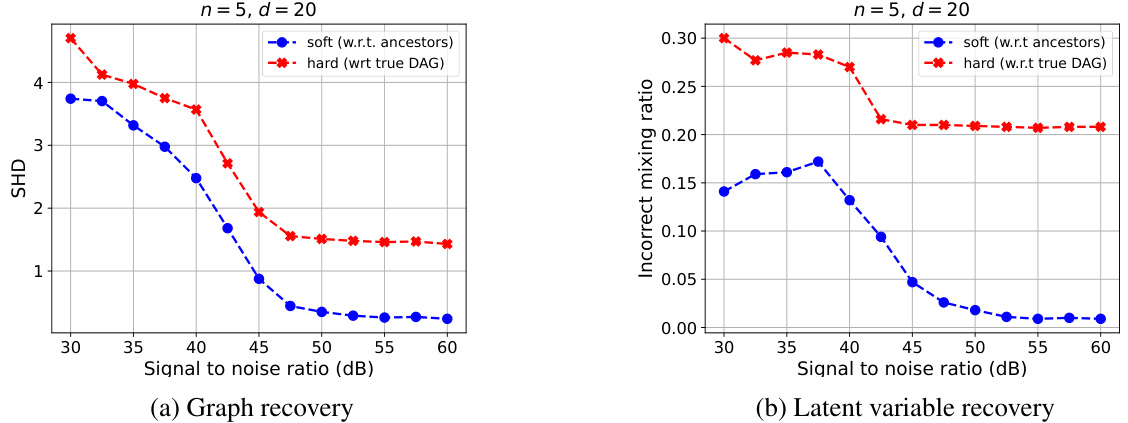 n = 5, d = 20
soft (w.r.t. ancestors)
hard (wrt true DAG)
SHD
4
3
2
1
30 35 40 45 50 55 60
Signal to noise ratio (dB)
(a) Graph recovery
n = 5, d = 20
soft (w.r.t ancestors)
hard (w.r.t true DAG)
Incorrect mixing ratio
0.30
0.25
0.20
0.15
0.10
0.05
0.00
30 35 40 45 50 55 60
Signal to noise ratio (dB)
(b) Latent variable recovery